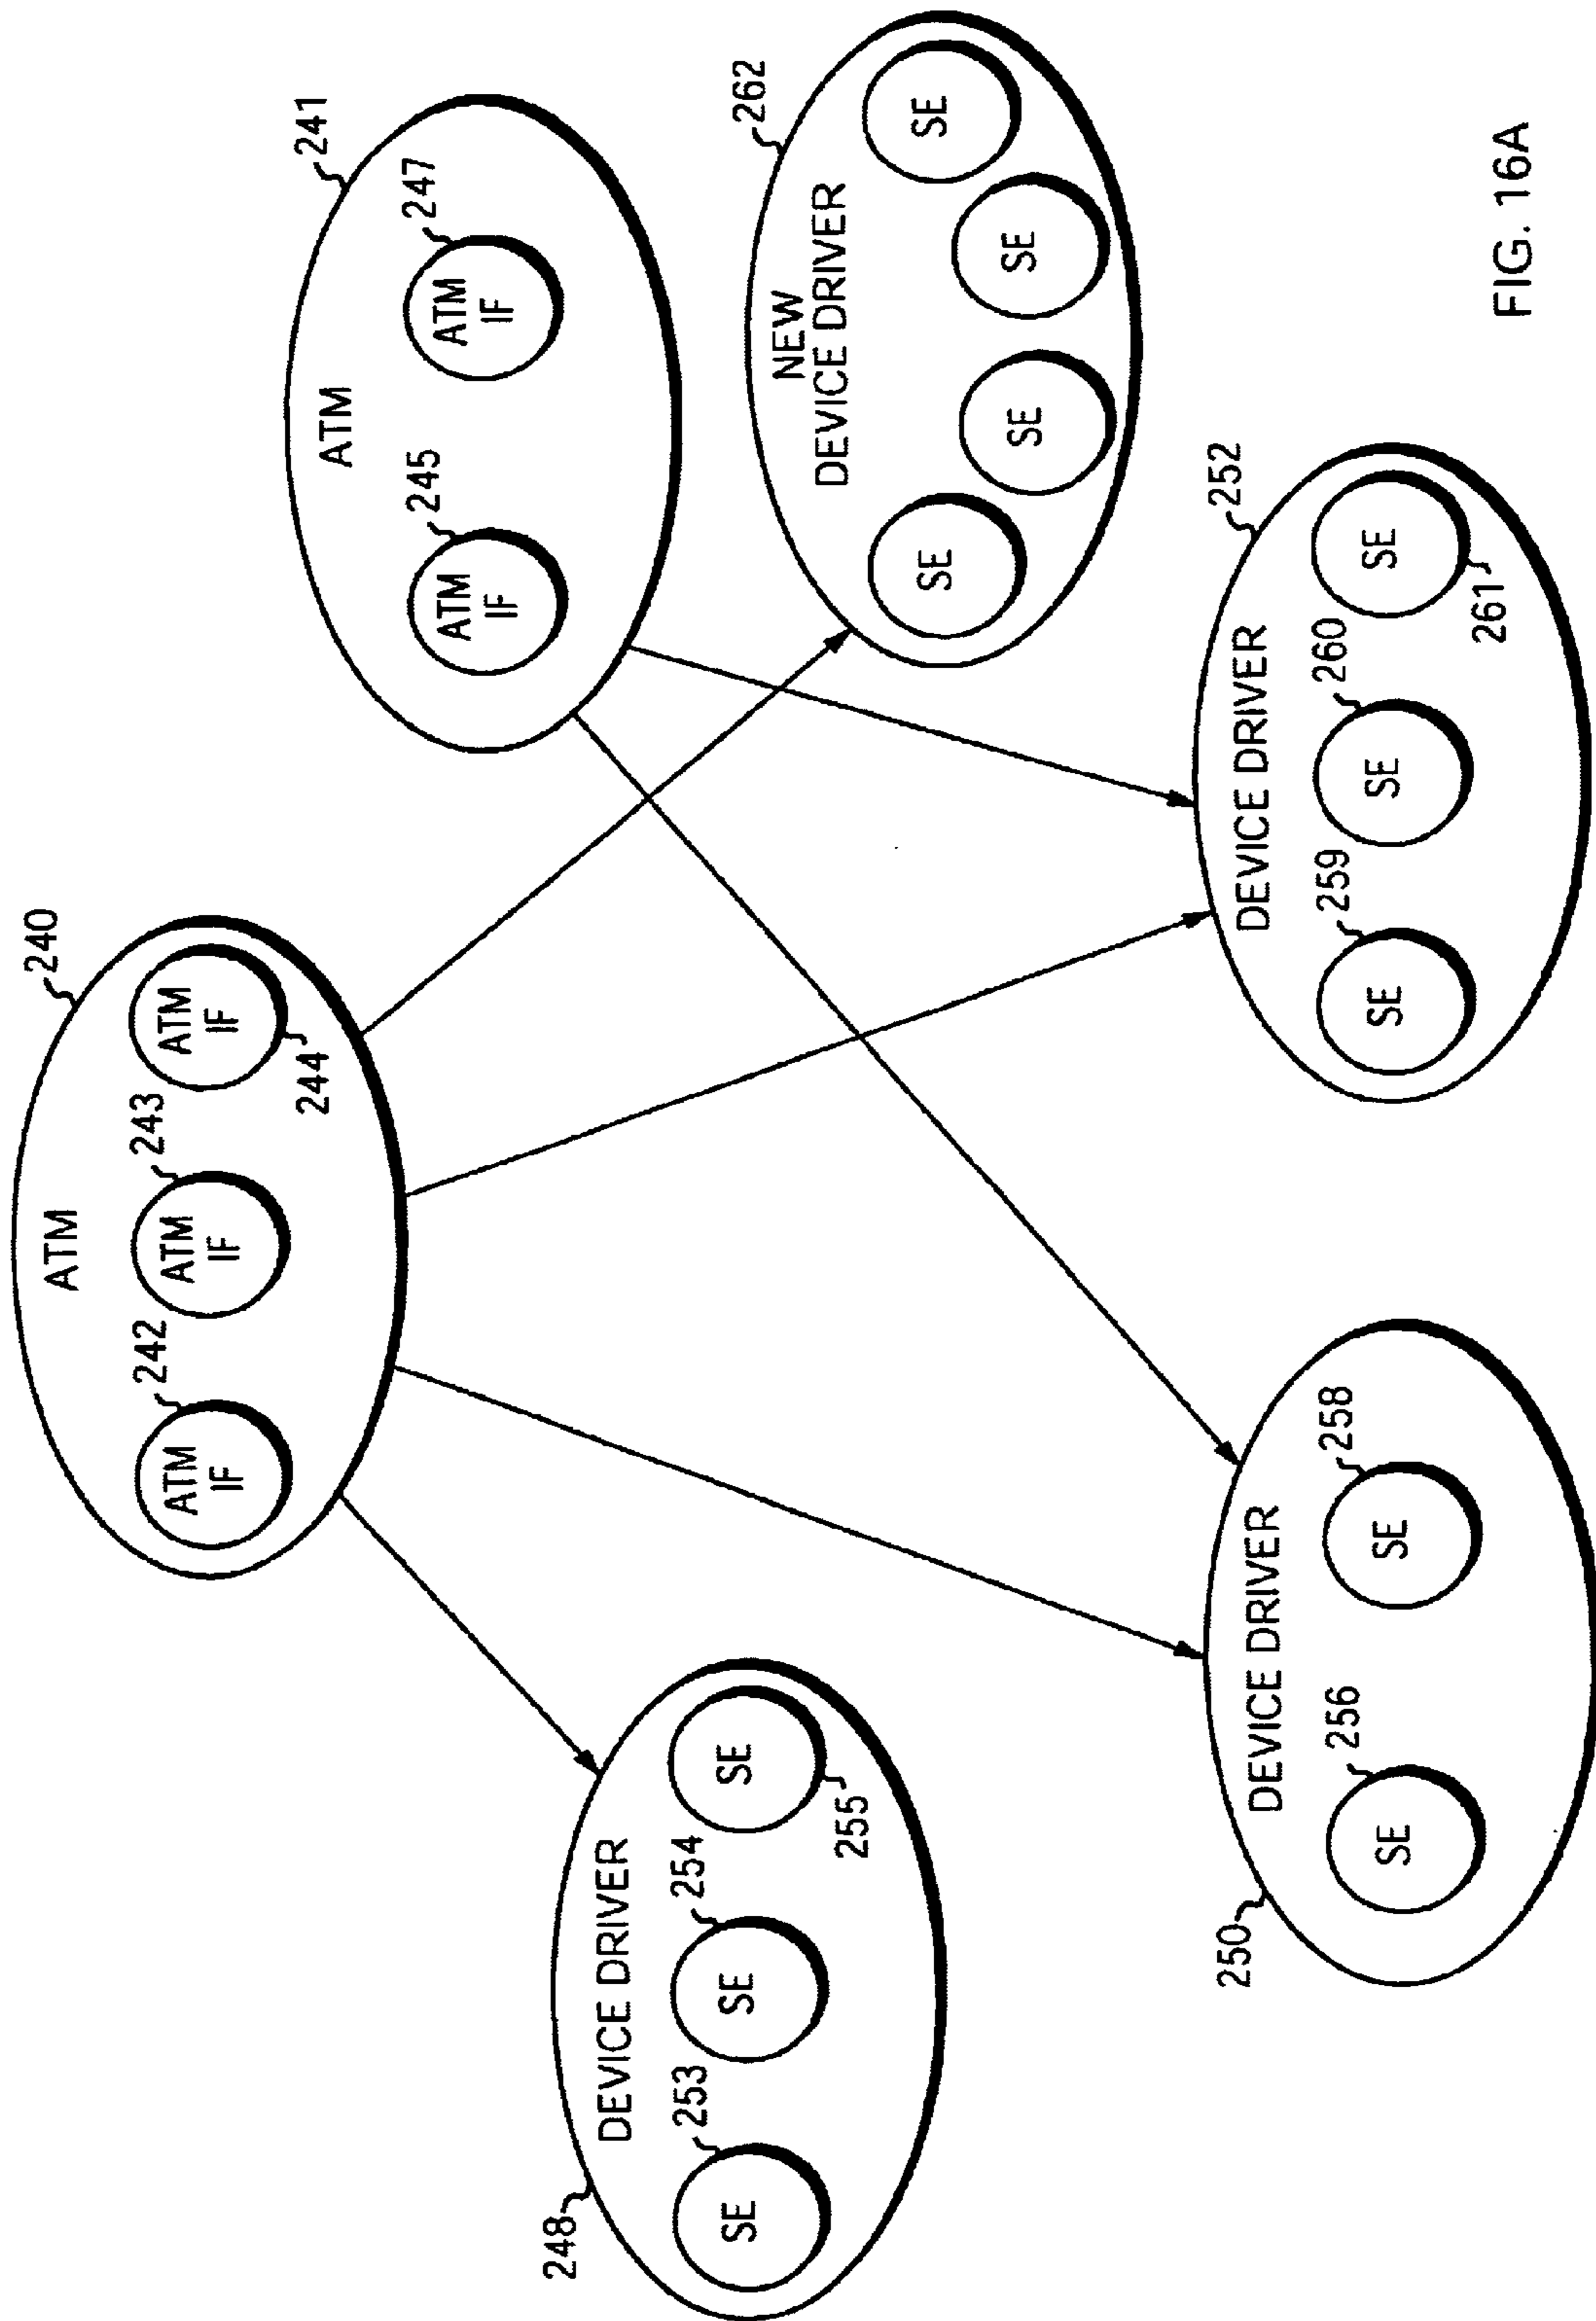 240
ATM
242
243
ATM
IF
ATM
IF
ATM
IF
244
241
ATM
245
247
ATM
IF
ATM
IF
248
DEVICE DRIVER
253
254
SE
SE
SE
255
262
NEW
DEVICE DRIVER
SE
SE
SE
SE
250
DEVICE DRIVER
256
258
SE
SE
252
DEVICE DRIVER
259
260
SE
SE
SE
261
FIG. 16A